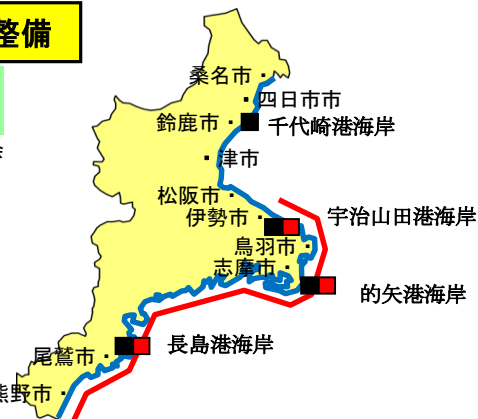 整備
桑名市
四日市市
鈴鹿市
千代崎港海岸
津市
松阪市
伊勢市
宇治山田港海岸
鳥羽市
志摩市
的矢港海岸
長島港海岸
尾鷲市
熊野市